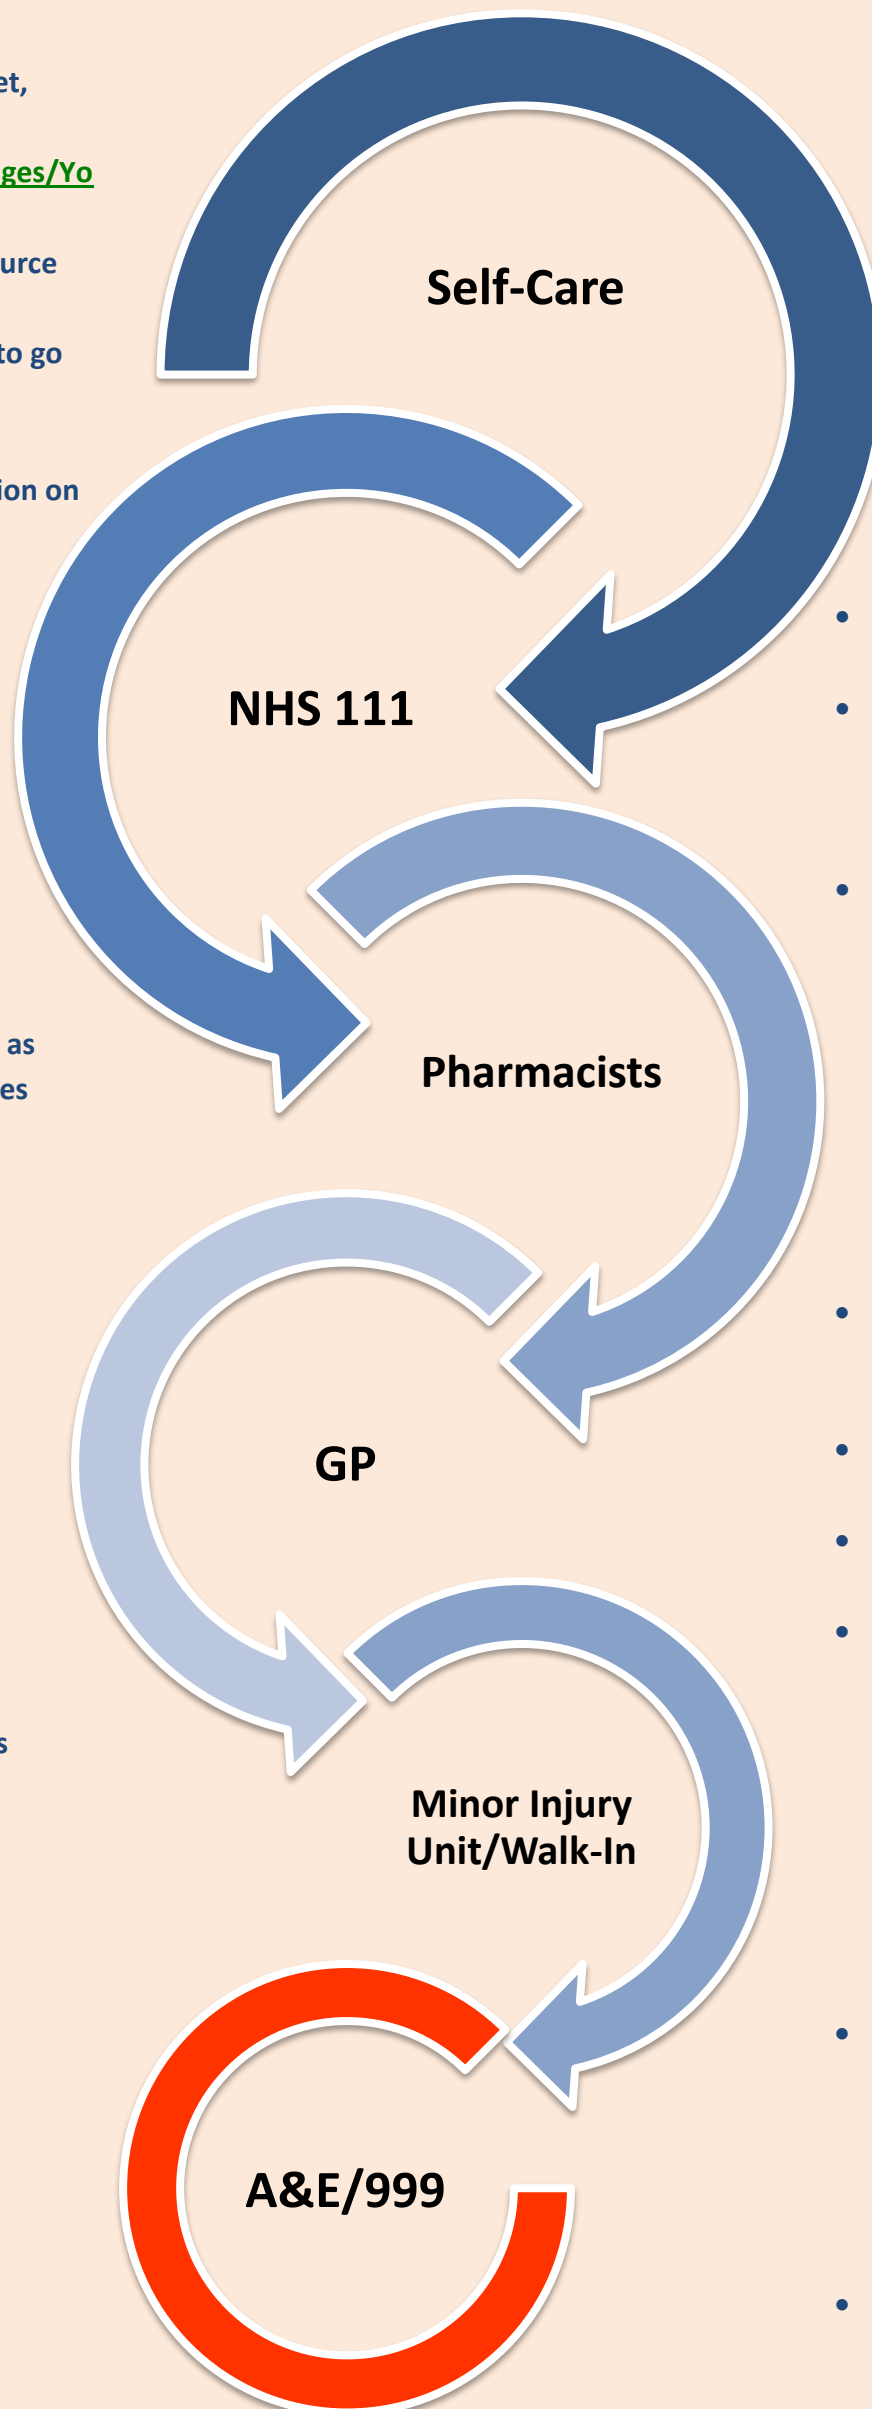 et,
ges/Yo
urce
Self-Care
to go
ion on
NHS 111
as
es
Pharmacists
GP
s
Minor Injury
Unit/Walk-In
A&E/999